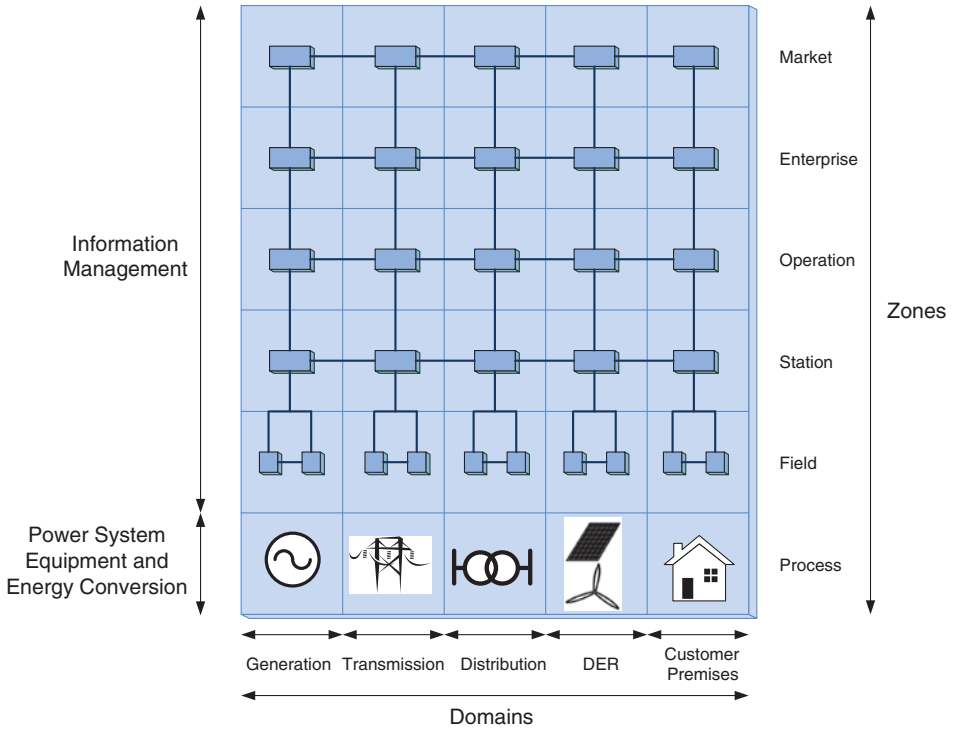 Market
Enterprise
Information
Management
Operation
Zones
Station
Field
Power System
Equipment and
Energy Conversion
Process
Generation
Transmission
Distribution
DER
Customer
Premises
Domains